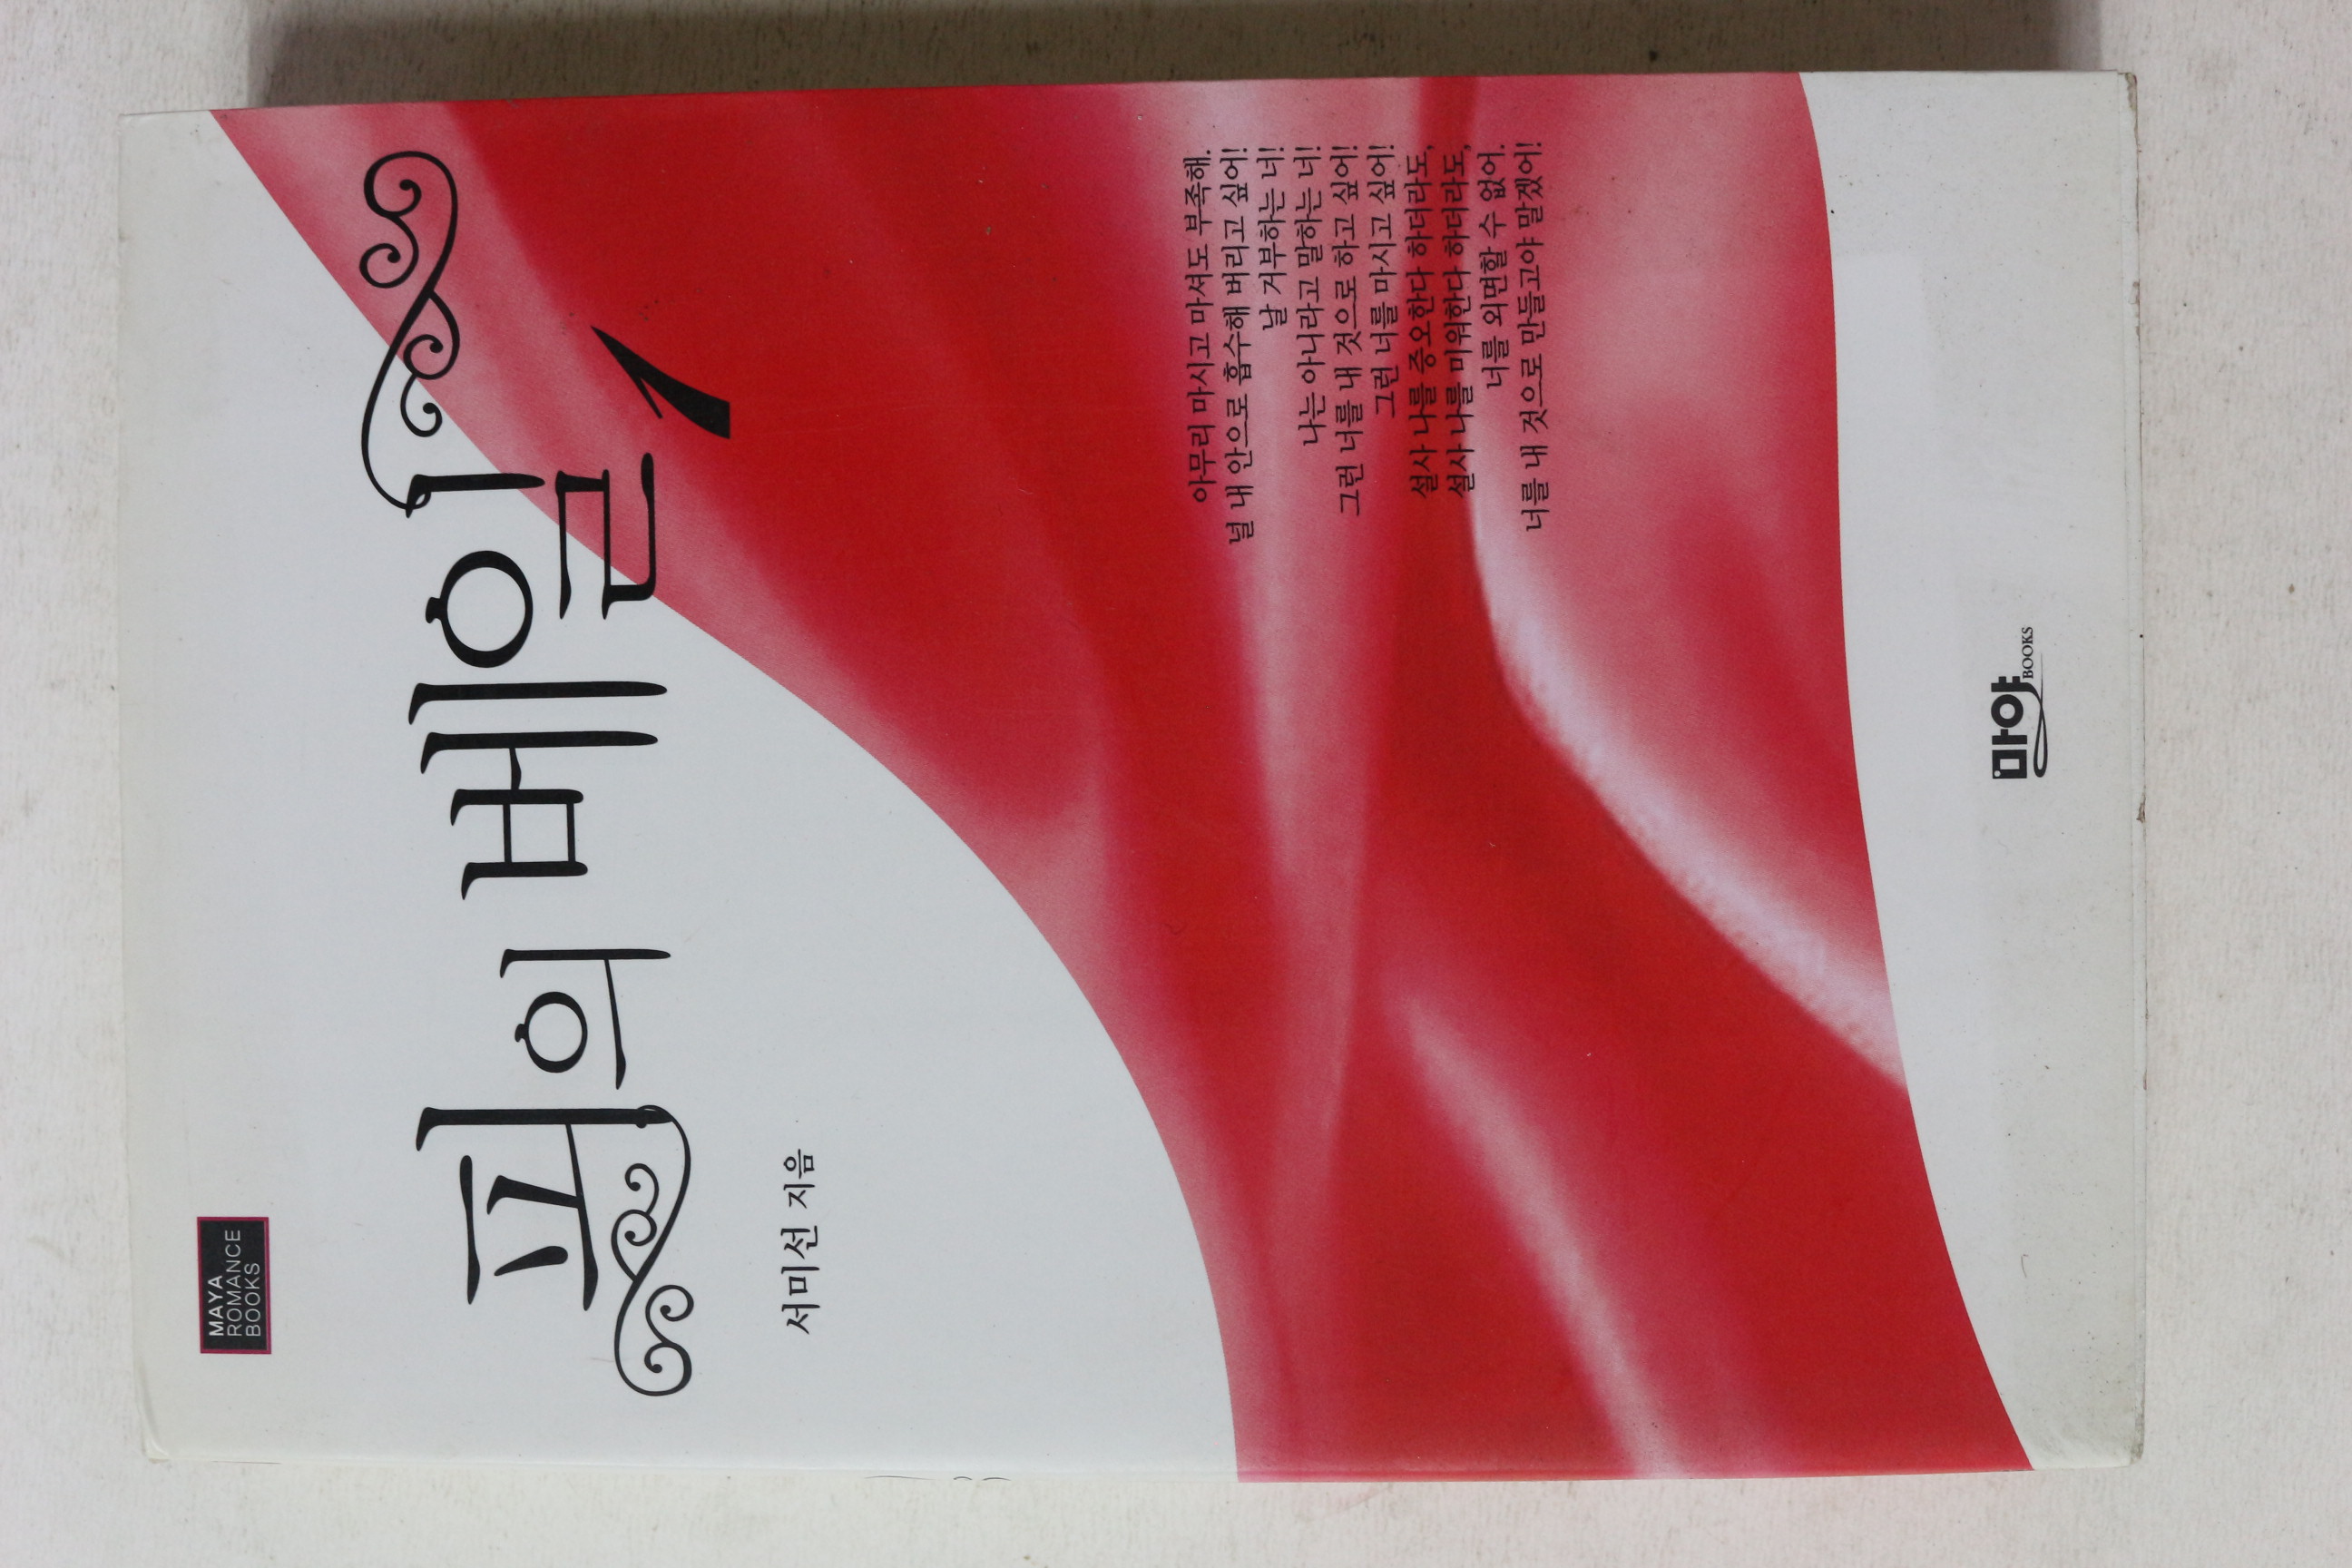 MAYA
ROMANCE
BOOKS
피의 베일 1
서미선 지음
아무리 마시고 마셔도 부족해.
널 내 안으로 흡수해 버리고 싶어!
날 거부하는 너!
나는 아니라고 말하는 너!
그런 너를 내 것으로 하고 싶어!
그런 너를 마시고 싶어!
설사 나를 증오한다 하더라도,
설사 나를 미워한다 하더라도,
너를 외면할 수 없어.
너를 내 것으로 만들고야 말겠어!
마야 BOOKS